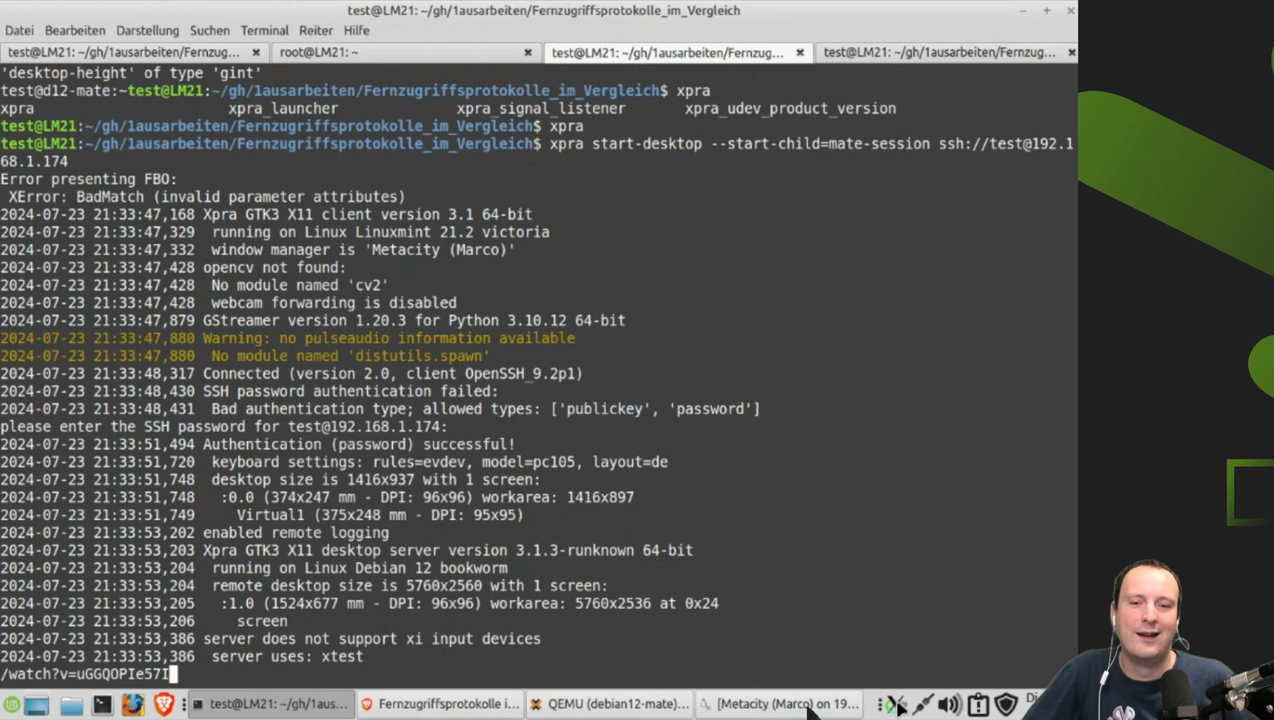 test@LM21: ~/gh/1ausarbeiten/Fernzugriffsprotokolle_im_Vergleich
Datei Bearbeiten Darstellung Suchen Terminal Reiter Hilfe
test@LM21: ~/gh/1ausarbeiten/Fernzug... root@LM21: ~ test@LM21: ~/gh/1ausarbeiten/Fernzug... test@LM21: ~/gh/1ausarbeiten/Fernzug...
'desktop-height' of type 'gint'
test@d12-mate:~test@LM21:~/gh/1ausarbeiten/Fernzugriffsprotokolle_im_Vergleich$ xpra
xpra xpra_launcher xpra_signal_listener xpra_udev_product_version
test@LM21:~/gh/1ausarbeiten/Fernzugriffsprotokolle_im_Vergleich$ xpra
test@LM21:~/gh/1ausarbeiten/Fernzugriffsprotokolle_im_Vergleich$ xpra start-desktop --start-child=mate-session ssh://test@192.1
68.1.174
Error presenting FBO:
XError: BadMatch (invalid parameter attributes)
2024-07-23 21:33:47,168 Xpra GTK3 X11 client version 3.1 64-bit
2024-07-23 21:33:47,329 running on Linux Linuxmint 21.2 victoria
2024-07-23 21:33:47,332 window manager is 'Metacity (Marco)'
2024-07-23 21:33:47,428 opencv not found:
2024-07-23 21:33:47,428 No module named 'cv2'
2024-07-23 21:33:47,428 webcam forwarding is disabled
2024-07-23 21:33:47,879 GStreamer version 1.20.3 for Python 3.10.12 64-bit
2024-07-23 21:33:47,880 Warning: no pulseaudio information available
2024-07-23 21:33:47,880 No module named 'distutils.spawn'
2024-07-23 21:33:48,317 Connected (version 2.0, client OpenSSH_9.2p1)
2024-07-23 21:33:48,430 SSH password authentication failed:
2024-07-23 21:33:48,431 Bad authentication type; allowed types: ['publickey', 'password']
please enter the SSH password for test@192.168.1.174:
2024-07-23 21:33:51,494 Authentication (password) successful!
2024-07-23 21:33:51,720 keyboard settings: rules=evdev, model=pc105, layout=de
2024-07-23 21:33:51,748 desktop size is 1416x937 with 1 screen:
2024-07-23 21:33:51,748 :0.0 (374x247 mm - DPI: 96x96) workarea: 1416x897
2024-07-23 21:33:51,749 Virtual1 (375x248 mm - DPI: 95x95)
2024-07-23 21:33:53,202 enabled remote logging
2024-07-23 21:33:53,203 Xpra GTK3 X11 desktop server version 3.1.3-runknown 64-bit
2024-07-23 21:33:53,204 running on Linux Debian 12 bookworm
2024-07-23 21:33:53,204 remote desktop size is 5760x2560 with 1 screen:
2024-07-23 21:33:53,205 :1.0 (1524x677 mm - DPI: 96x96) workarea: 5760x2536 at 0x24
2024-07-23 21:33:53,206 screen
2024-07-23 21:33:53,386 server does not support xi input devices
2024-07-23 21:33:53,386 server uses: xtest
/watch?v=uGGQOPIe57I
test@LM21: ~/gh/1aus... Fernzugriffsprotokolle i... QEMU (debian12-mate)... [Metacity (Marco) on 19... Di